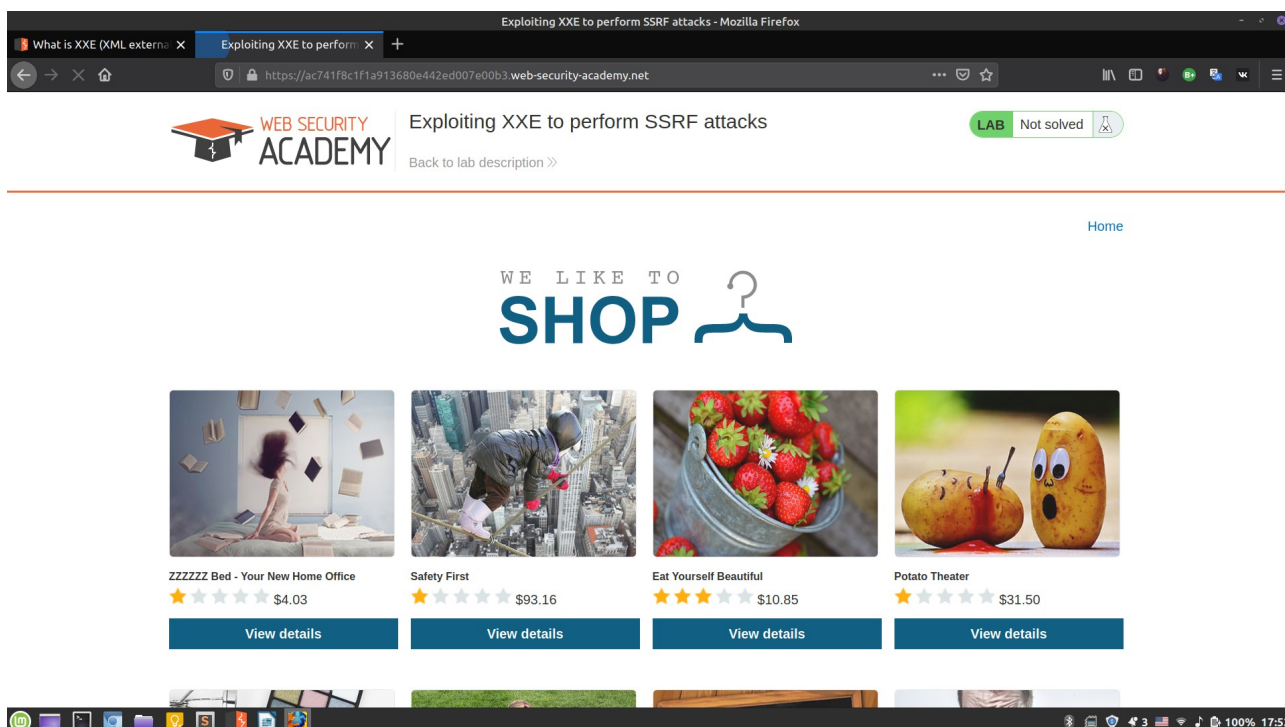 Exploiting XXE to perform SSRF attacks - Mozilla Firefox
What is XXE (XML externa
Exploiting XXE to perform
https://ac741f8c1f1a913680e442ed007e00b3.web-security-academy.net
WEB SECURITY
ACADEMY
Exploiting XXE to perform SSRF attacks
Back to lab description
LAB Not solved
Home
WE LIKE TO
SHOP
ZZZZZZ Bed - Your New Home Office
$4.03
View details
Safety First
$93.16
View details
Eat Yourself Beautiful
$10.85
View details
Potato Theater
$31.50
View details
3
100%